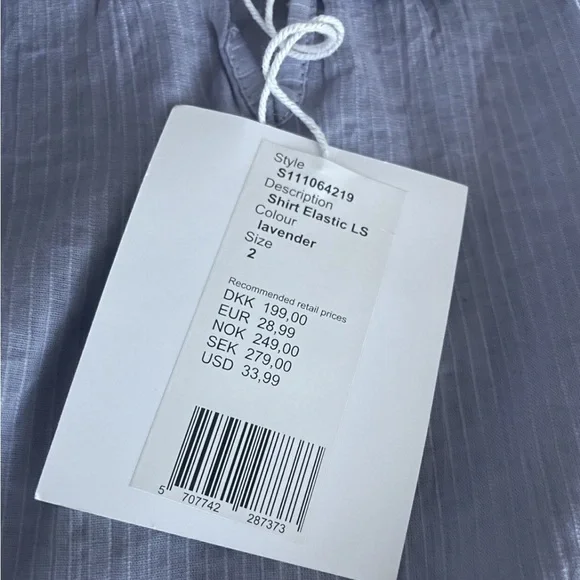 Style
S111064219
Description
Shirt Elastic LS
Colour
lavender
Size
2
Recommended retail prices
DKK 199,00
EUR 28,99
NOK 249,00
SEK 279,00
USD 33,99
5 707742 287373